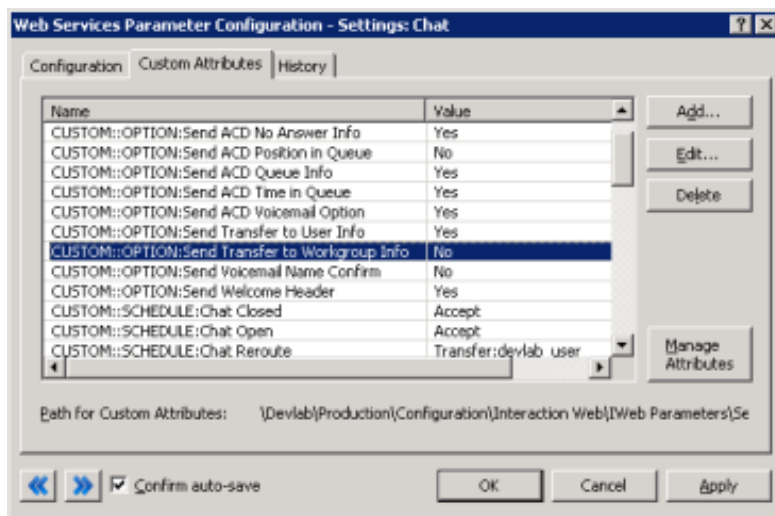 Web Services Parameter Configuration - Settings: Chat
Configuration Custom Attributes History
Name Value
CUSTOM::OPTION:Send ACD No Answer Info Yes
CUSTOM::OPTION:Send ACD Position in Queue No
CUSTOM::OPTION:Send ACD Queue Info Yes
CUSTOM::OPTION:Send ACD Time in Queue Yes
CUSTOM::OPTION:Send ACD Voicemail Option Yes
CUSTOM::OPTION:Send Transfer to User Info Yes
CUSTOM::OPTION:Send Transfer to Workgroup Info No
CUSTOM::OPTION:Send Voicemail Name Confirm No
CUSTOM::OPTION:Send Welcome Header Yes
CUSTOM::SCHEDULE:Chat Closed Accept
CUSTOM::SCHEDULE:Chat Open Accept
CUSTOM::SCHEDULE:Chat Reroute Transfer:devlab_user
Add...
Edit...
Delete
Manage
Attributes
Path for Custom Attributes: \Devlab\Production\Configuration\Interaction Web\IWeb Parameters\Se
Confirm auto-save OK Cancel Apply